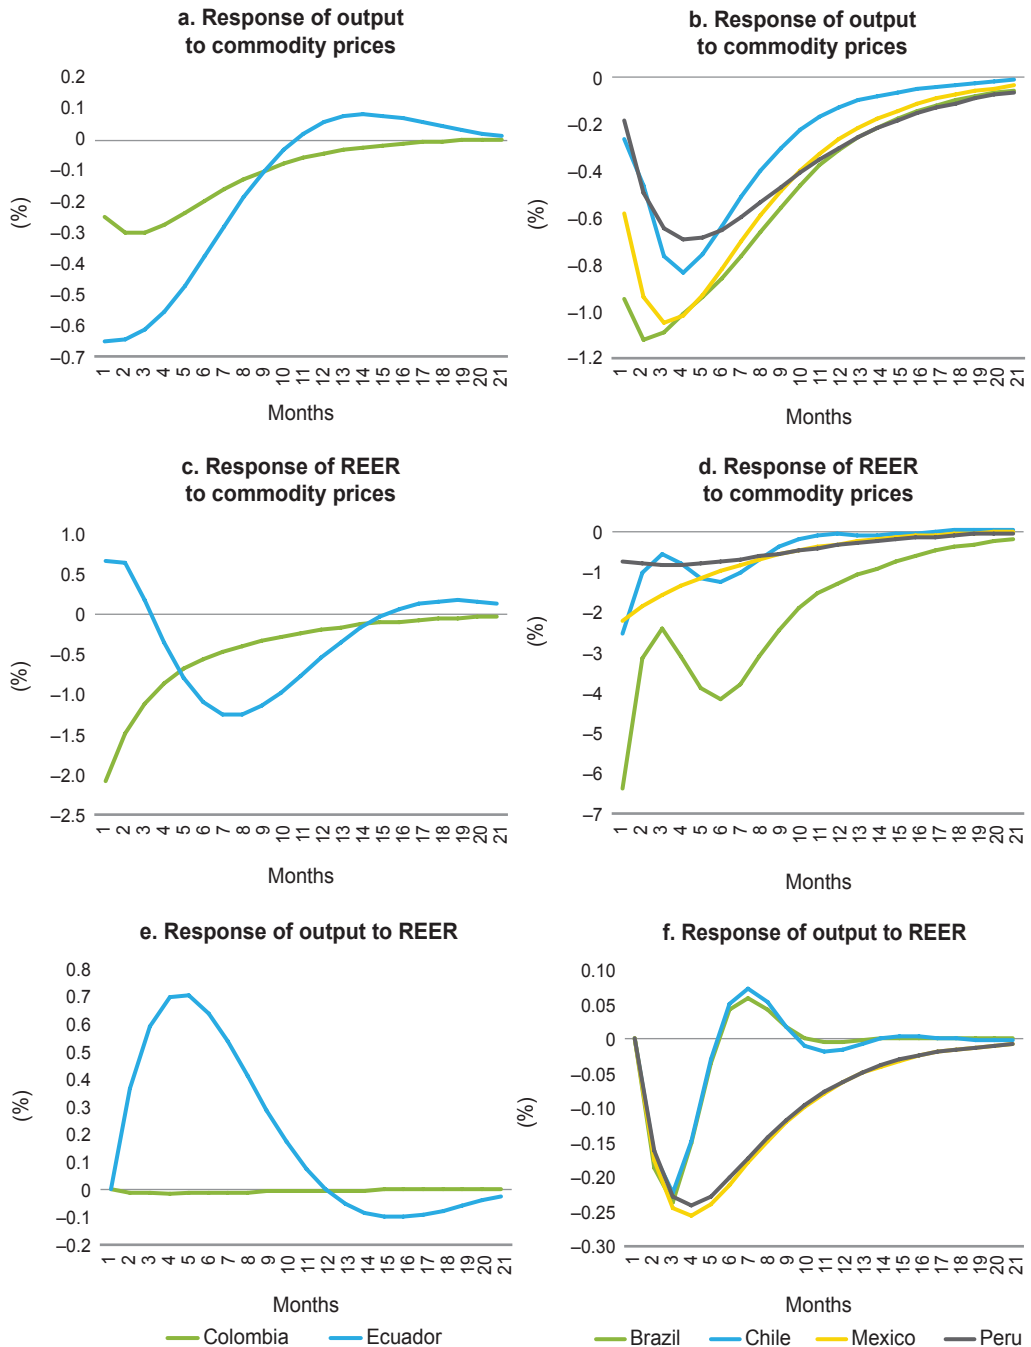 a. Response of output
to commodity prices
0.2
0.1
0
–0.1
–0.2
–0.3
–0.4
–0.5
–0.6
–0.7
(%)
1 2 3 4 5 6 7 8 9 10 11 12 13 14 15 16 17 18 19 20 21
Months
b. Response of output
to commodity prices
0
–0.2
–0.4
–0.6
–0.8
–1.0
–1.2
(%)
1 2 3 4 5 6 7 8 9 10 11 12 13 14 15 16 17 18 19 20 21
Months
c. Response of REER
to commodity prices
1.0
0.5
0
–0.5
–1.0
–1.5
–2.0
–2.5
(%)
1 2 3 4 5 6 7 8 9 10 11 12 13 14 15 16 17 18 19 20 21
Months
d. Response of REER
to commodity prices
0
–1
–2
–3
–4
–5
–6
–7
(%)
1 2 3 4 5 6 7 8 9 10 11 12 13 14 15 16 17 18 19 20 21
Months
e. Response of output to REER
0.8
0.7
0.6
0.5
0.4
0.3
0.2
0.1
0
–0.1
–0.2
(%)
1 2 3 4 5 6 7 8 9 10 11 12 13 14 15 16 17 18 19 20 21
Months
Colombia Ecuador
f. Response of output to REER
0.10
0.05
0
–0.05
–0.10
–0.15
–0.20
–0.25
–0.30
(%)
1 2 3 4 5 6 7 8 9 10 11 12 13 14 15 16 17 18 19 20 21
Months
Brazil Chile Mexico Peru